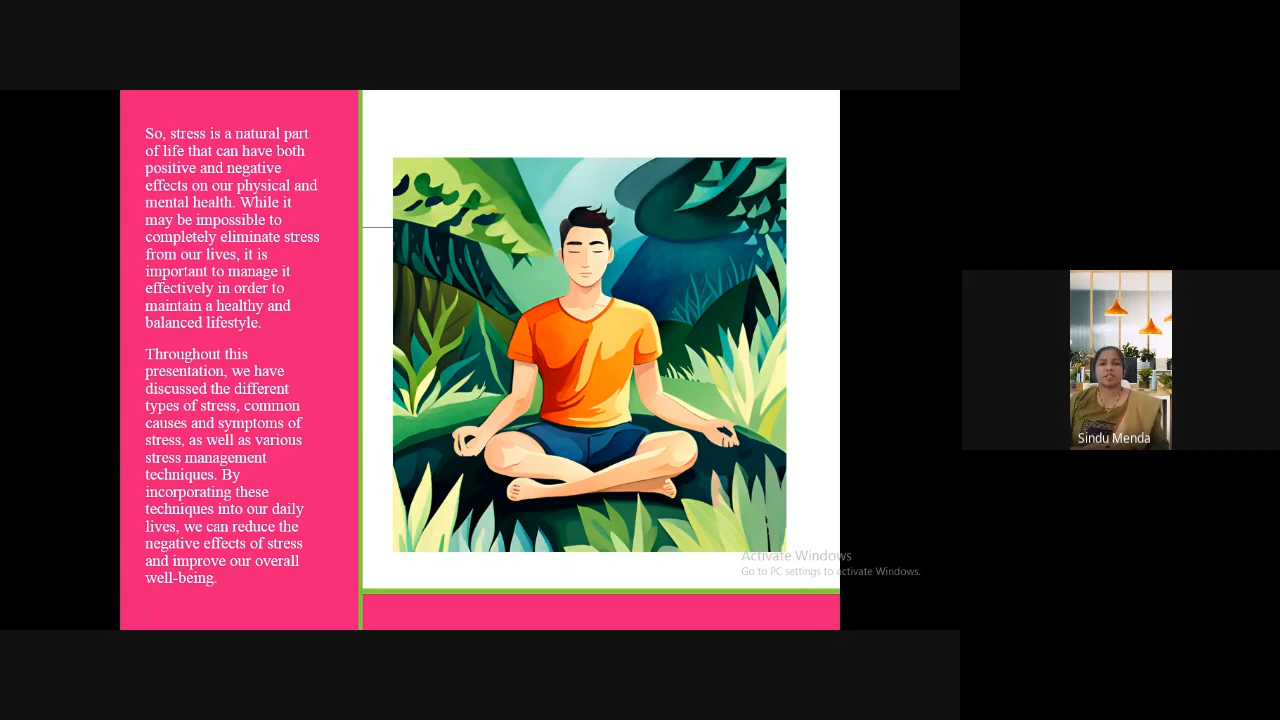 So, stress is a natural part
of life that can have both
positive and negative
effects on our physical and
mental health. While it
may be impossible to
completely eliminate stress
from our lives, it is
important to manage it
effectively in order to
maintain a healthy and
balanced lifestyle.
Throughout this
presentation, we have
discussed the different
types of stress, common
causes and symptoms of
stress, as well as various
stress management
techniques. By
incorporating these
techniques into our daily
lives, we can reduce the
negative effects of stress
and improve our overall
well-being.
Activate Windows
Go to PC settings to activate Windows.
Sindu Menda